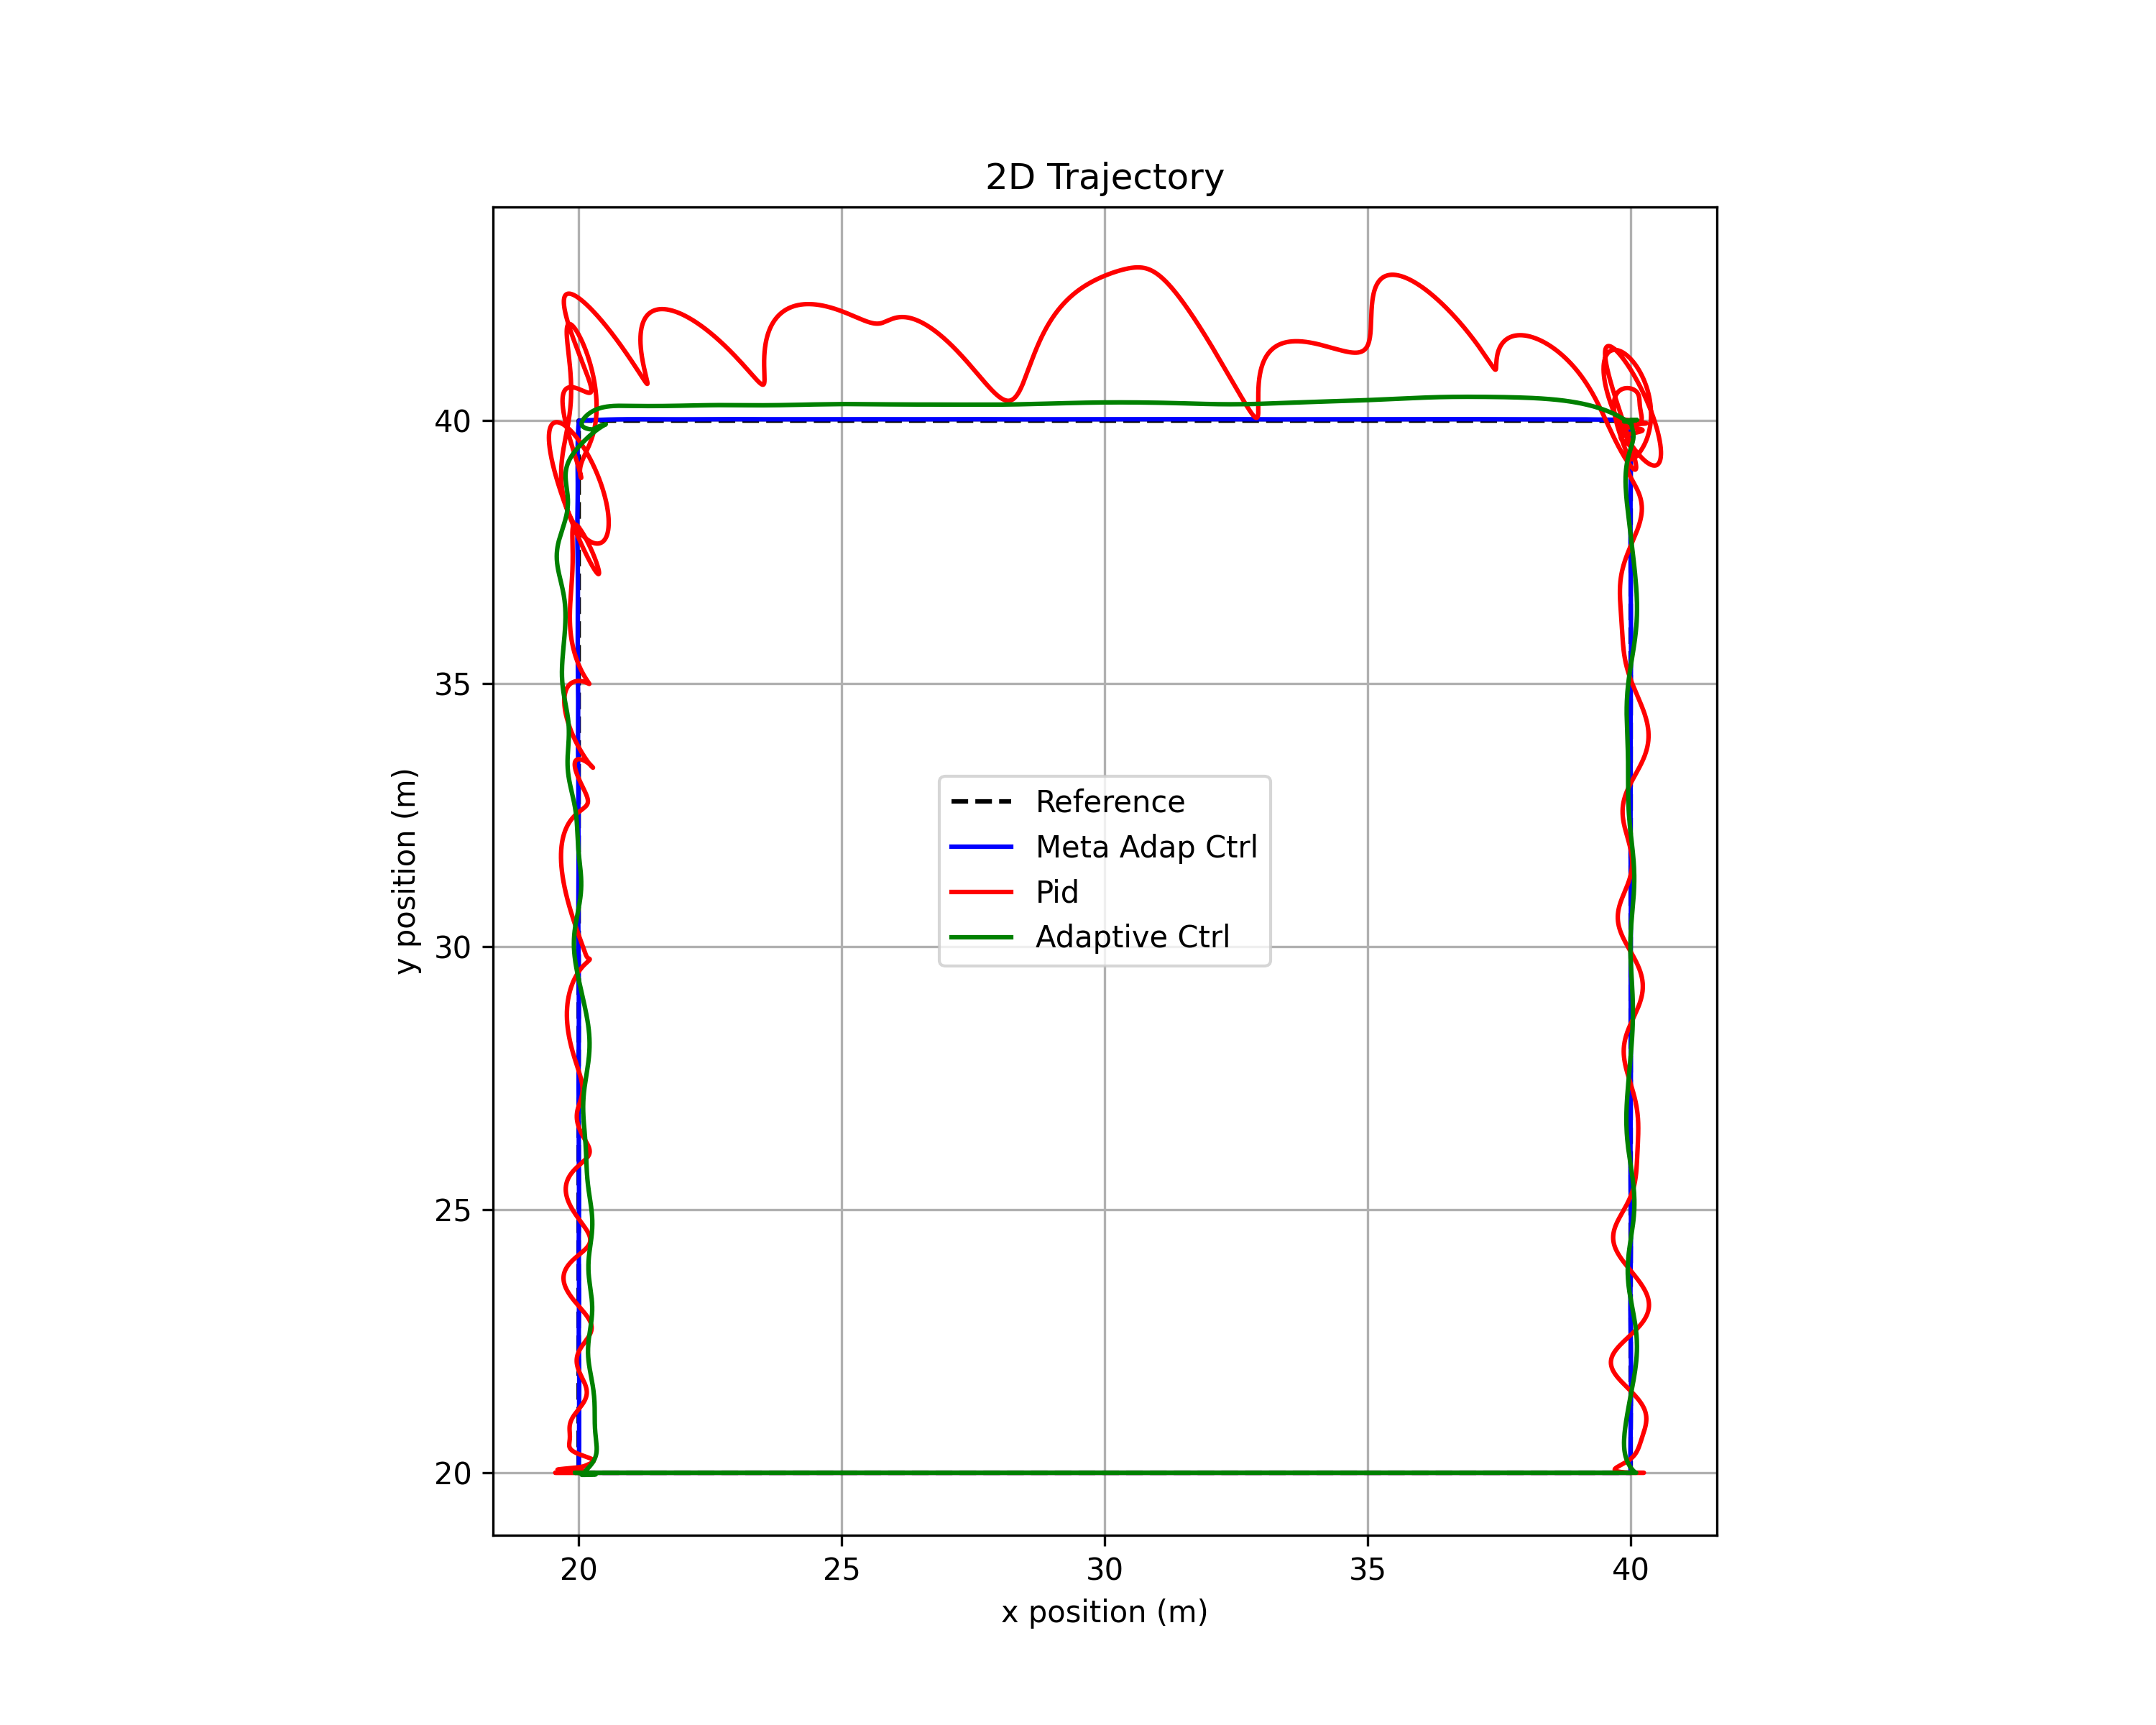 2D Trajectory
40
35
30
25
20
y position (m)
Reference
Meta Adap Ctrl
Pid
Adaptive Ctrl
20 25 30 35 40
x position (m)